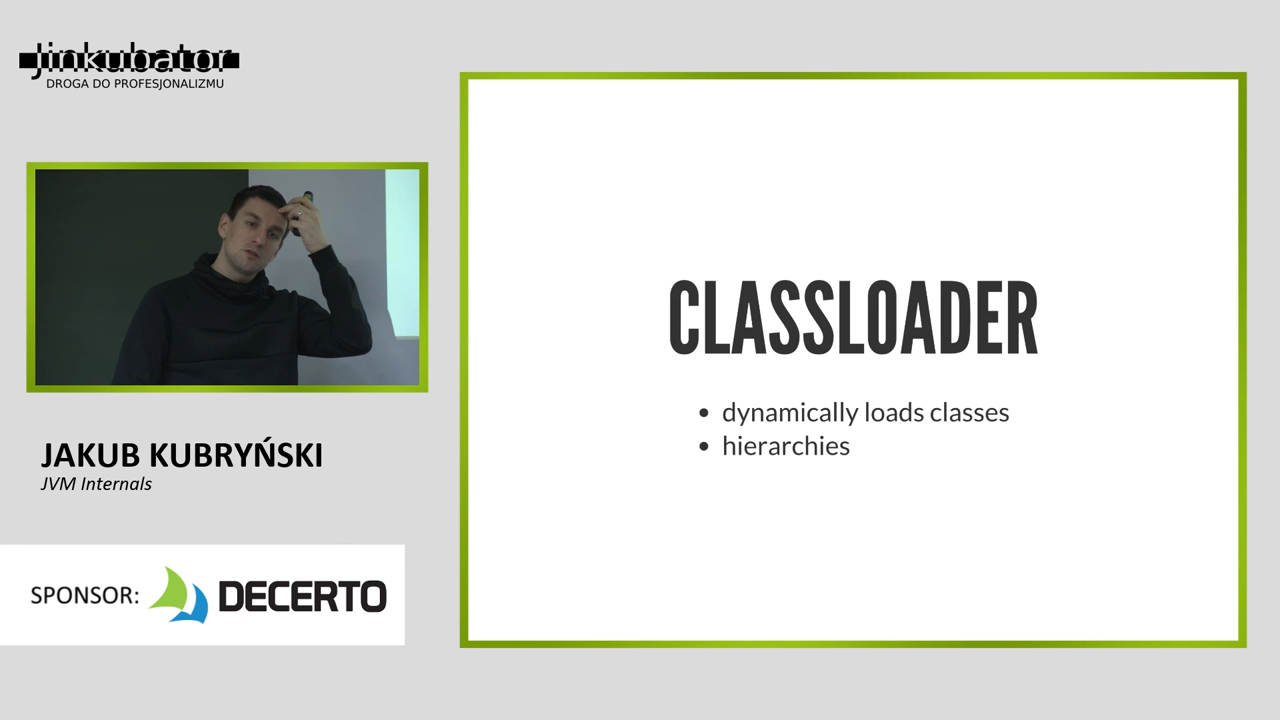 Jinkubator
DROGA DO PROFESJONALIZMU
JAKUB KUBRYŃSKI
JVM Internals
SPONSOR: DECERTO
CLASSLOADER
• dynamically loads classes
• hierarchies